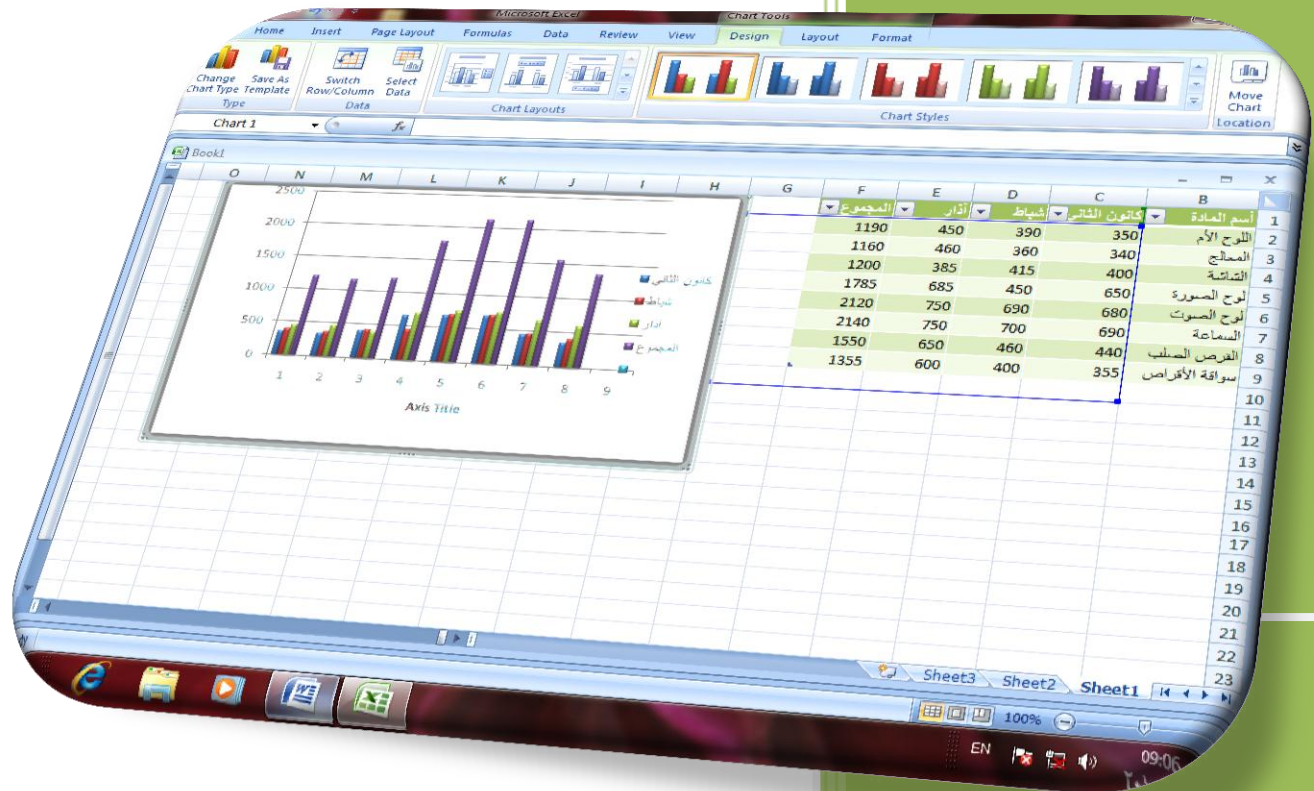 Microsoft Excel
Chart Tools
Home Insert Page Layout Formulas Data Review View Design Layout Format
Change Chart Type
Save As Template
Switch Row/Column
Select Data
Move Chart
Type
Data
Chart Layouts
Chart Styles
Location
Chart 1
fx
Book1
O N M L K J I H G F E D C B
1 أسم المادة كانون الثاني شباط آذار المجموع
2 اللوح الأم 350 390 450 1190
3 المعالج 340 360 460 1160
4 الشاشة 400 415 385 1200
5 لوح الصورة 650 450 685 1785
6 لوح الصوت 680 690 750 2120
7 السماعة 690 700 750 2140
8 القرص الصلب 440 460 650 1550
9 سواقة الأقراص 355 400 600 1355
10
11
12
13
14
15
16
17
18
19
20
21
22
23
2500
2000
1500
1000
500
0
1 2 3 4 5 6 7 8 9
Axis Title
كانون الثاني
شباط
آذار
المجموع
Sheet3 Sheet2 Sheet1
100%
EN
09:06